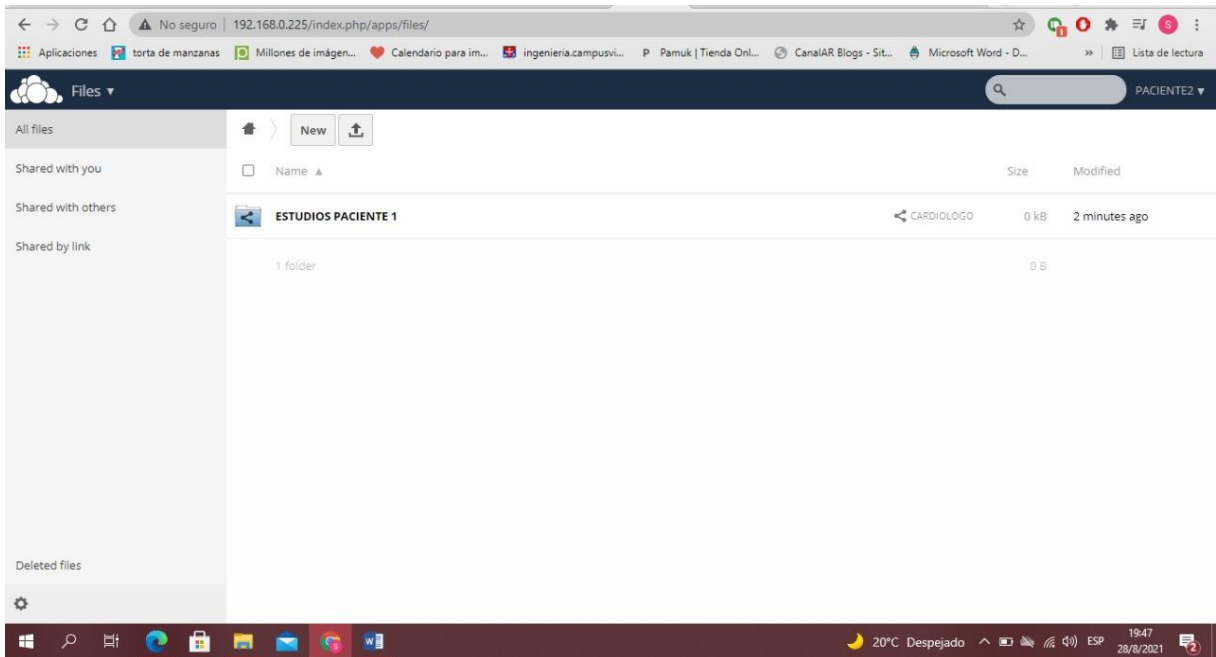 No seguro 192.168.0.225/index.php/apps/files/ S
Aplicaciones torta de manzanas Millones de imágen... Calendario para im... ingenieria.campusvi... P Pamuk | Tienda Onl... CanalAR Blogs - Sit... Microsoft Word - D... » Lista de lectura
Files ▾ PACIENTE2 ▾
All files New
Shared with you Name ▲ Size Modified
Shared with others ESTUDIOS PACIENTE 1 CARDIOLOGO 0 kB 2 minutes ago
Shared by link
1 folder 0 B
Deleted files
20°C Despejado ESP 19:47
28/8/2021 2